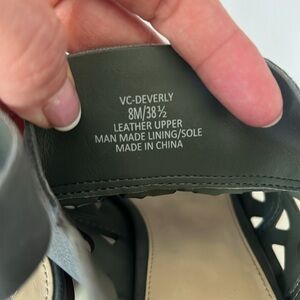 VC-DEVERLY
8M/38½
LEATHER UPPER
MAN MADE LINING/SOLE
MADE IN CHINA